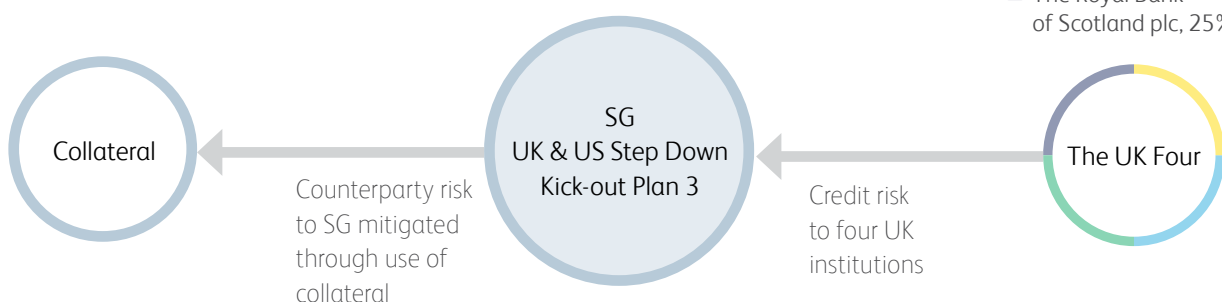 of Scotland plc, 25%
Collateral
SG
UK & US Step Down
Kick-out Plan 3
The UK Four
Counterparty risk
to SG mitigated
through use of
collateral
Credit risk
to four UK
institutions